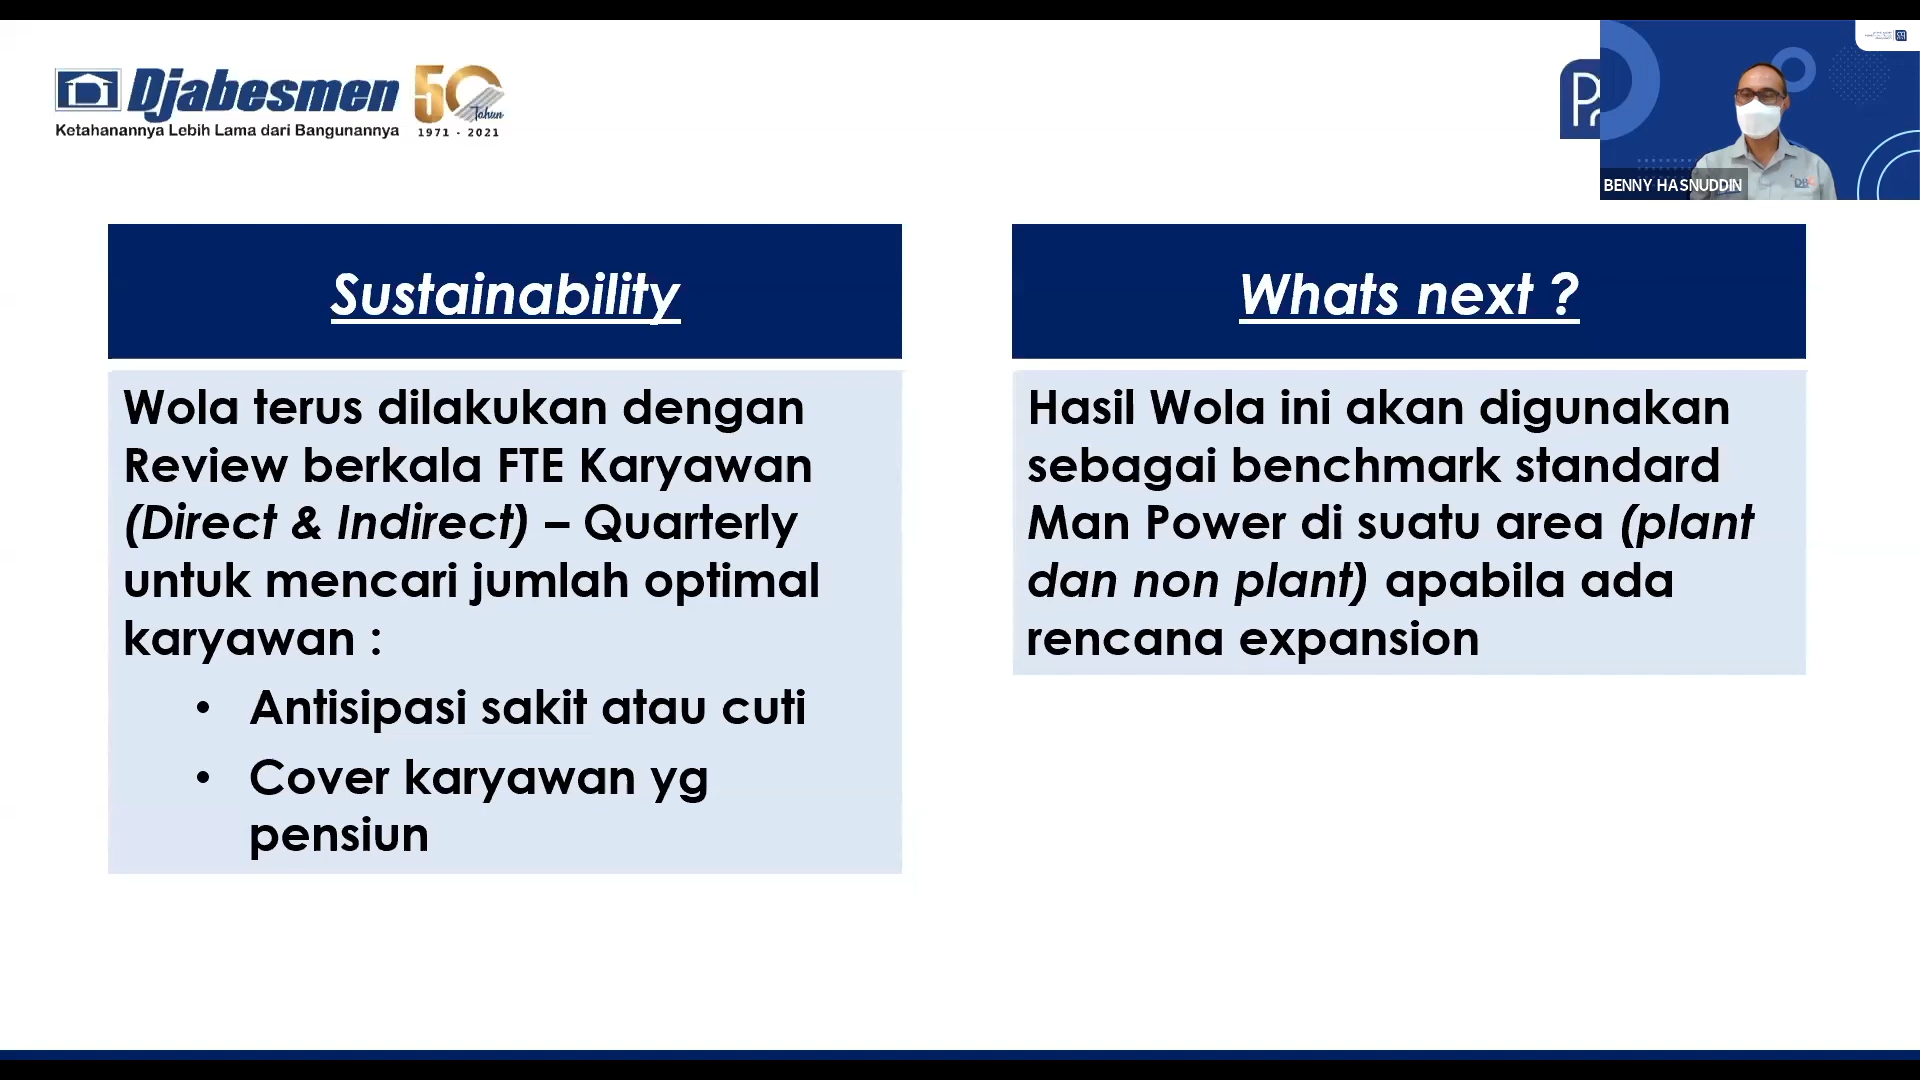 Djabesmen
Ketahanannya Lebih Lama dari Bangunannya
50
Tahun
1971 - 2021
BENNY HASNUDDIN
Sustainability
Wola terus dilakukan dengan
Review berkala FTE Karyawan
(Direct & Indirect) – Quarterly
untuk mencari jumlah optimal
karyawan :
• Antisipasi sakit atau cuti
• Cover karyawan yg
pensiun
Whats next ?
Hasil Wola ini akan digunakan
sebagai benchmark standard
Man Power di suatu area (plant
dan non plant) apabila ada
rencana expansion